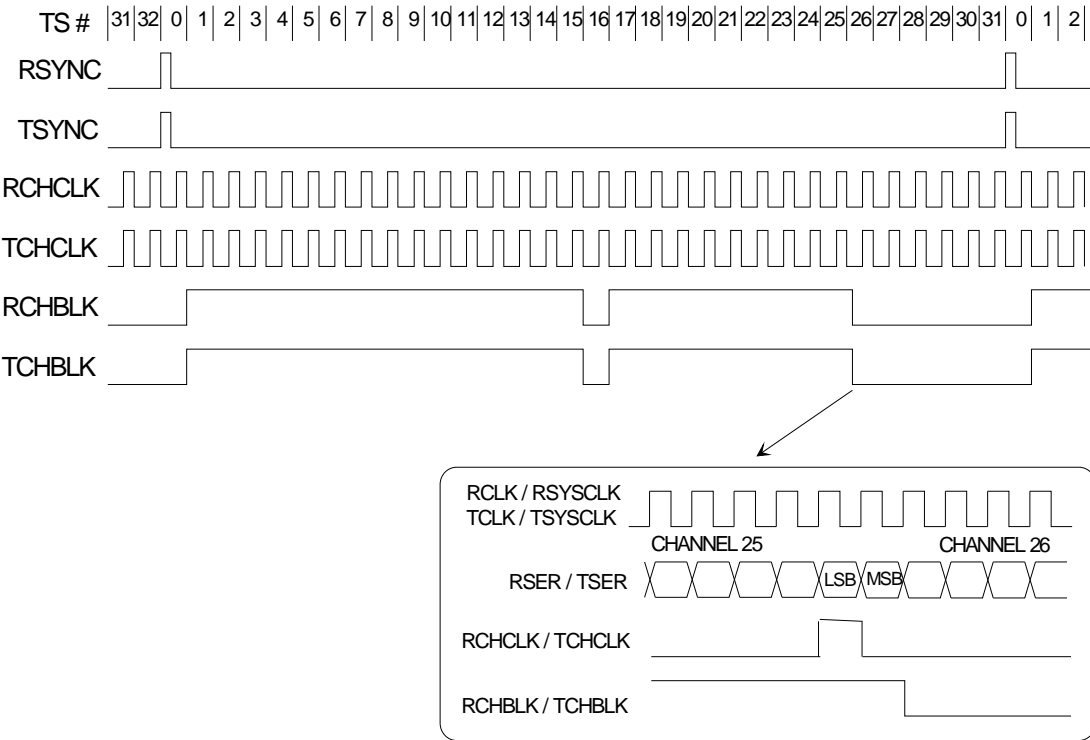 TS # 31 32 0 1 2 3 4 5 6 7 8 9 10 11 12 13 14 15 16 17 18 19 20 21 22 23 24 25 26 27 28 29 30 31 0 1 2
RSYNC
TSYNC
RCHCLK
TCHCLK
RCHBLK
TCHBLK
RCLK / RSYSCLK
TCLK / TSYSCLK
CHANNEL 25 CHANNEL 26
RSER / TSER LSB MSB
RCHCLK / TCHCLK
RCHBLK / TCHBLK